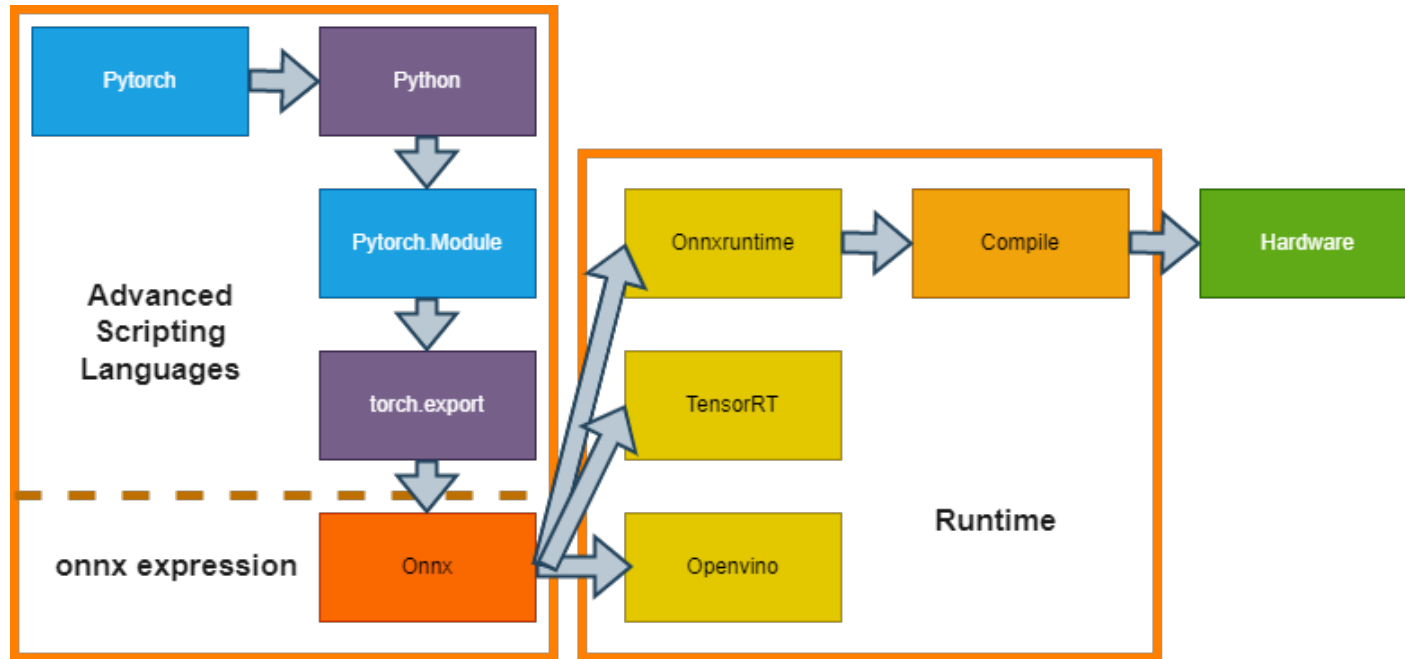 Pytorch
Python
Pytorch.Module
Advanced
Scripting
Languages
torch.export
onnx expression
Onnx
Onnxruntime
Compile
Hardware
TensorRT
Openvino
Runtime